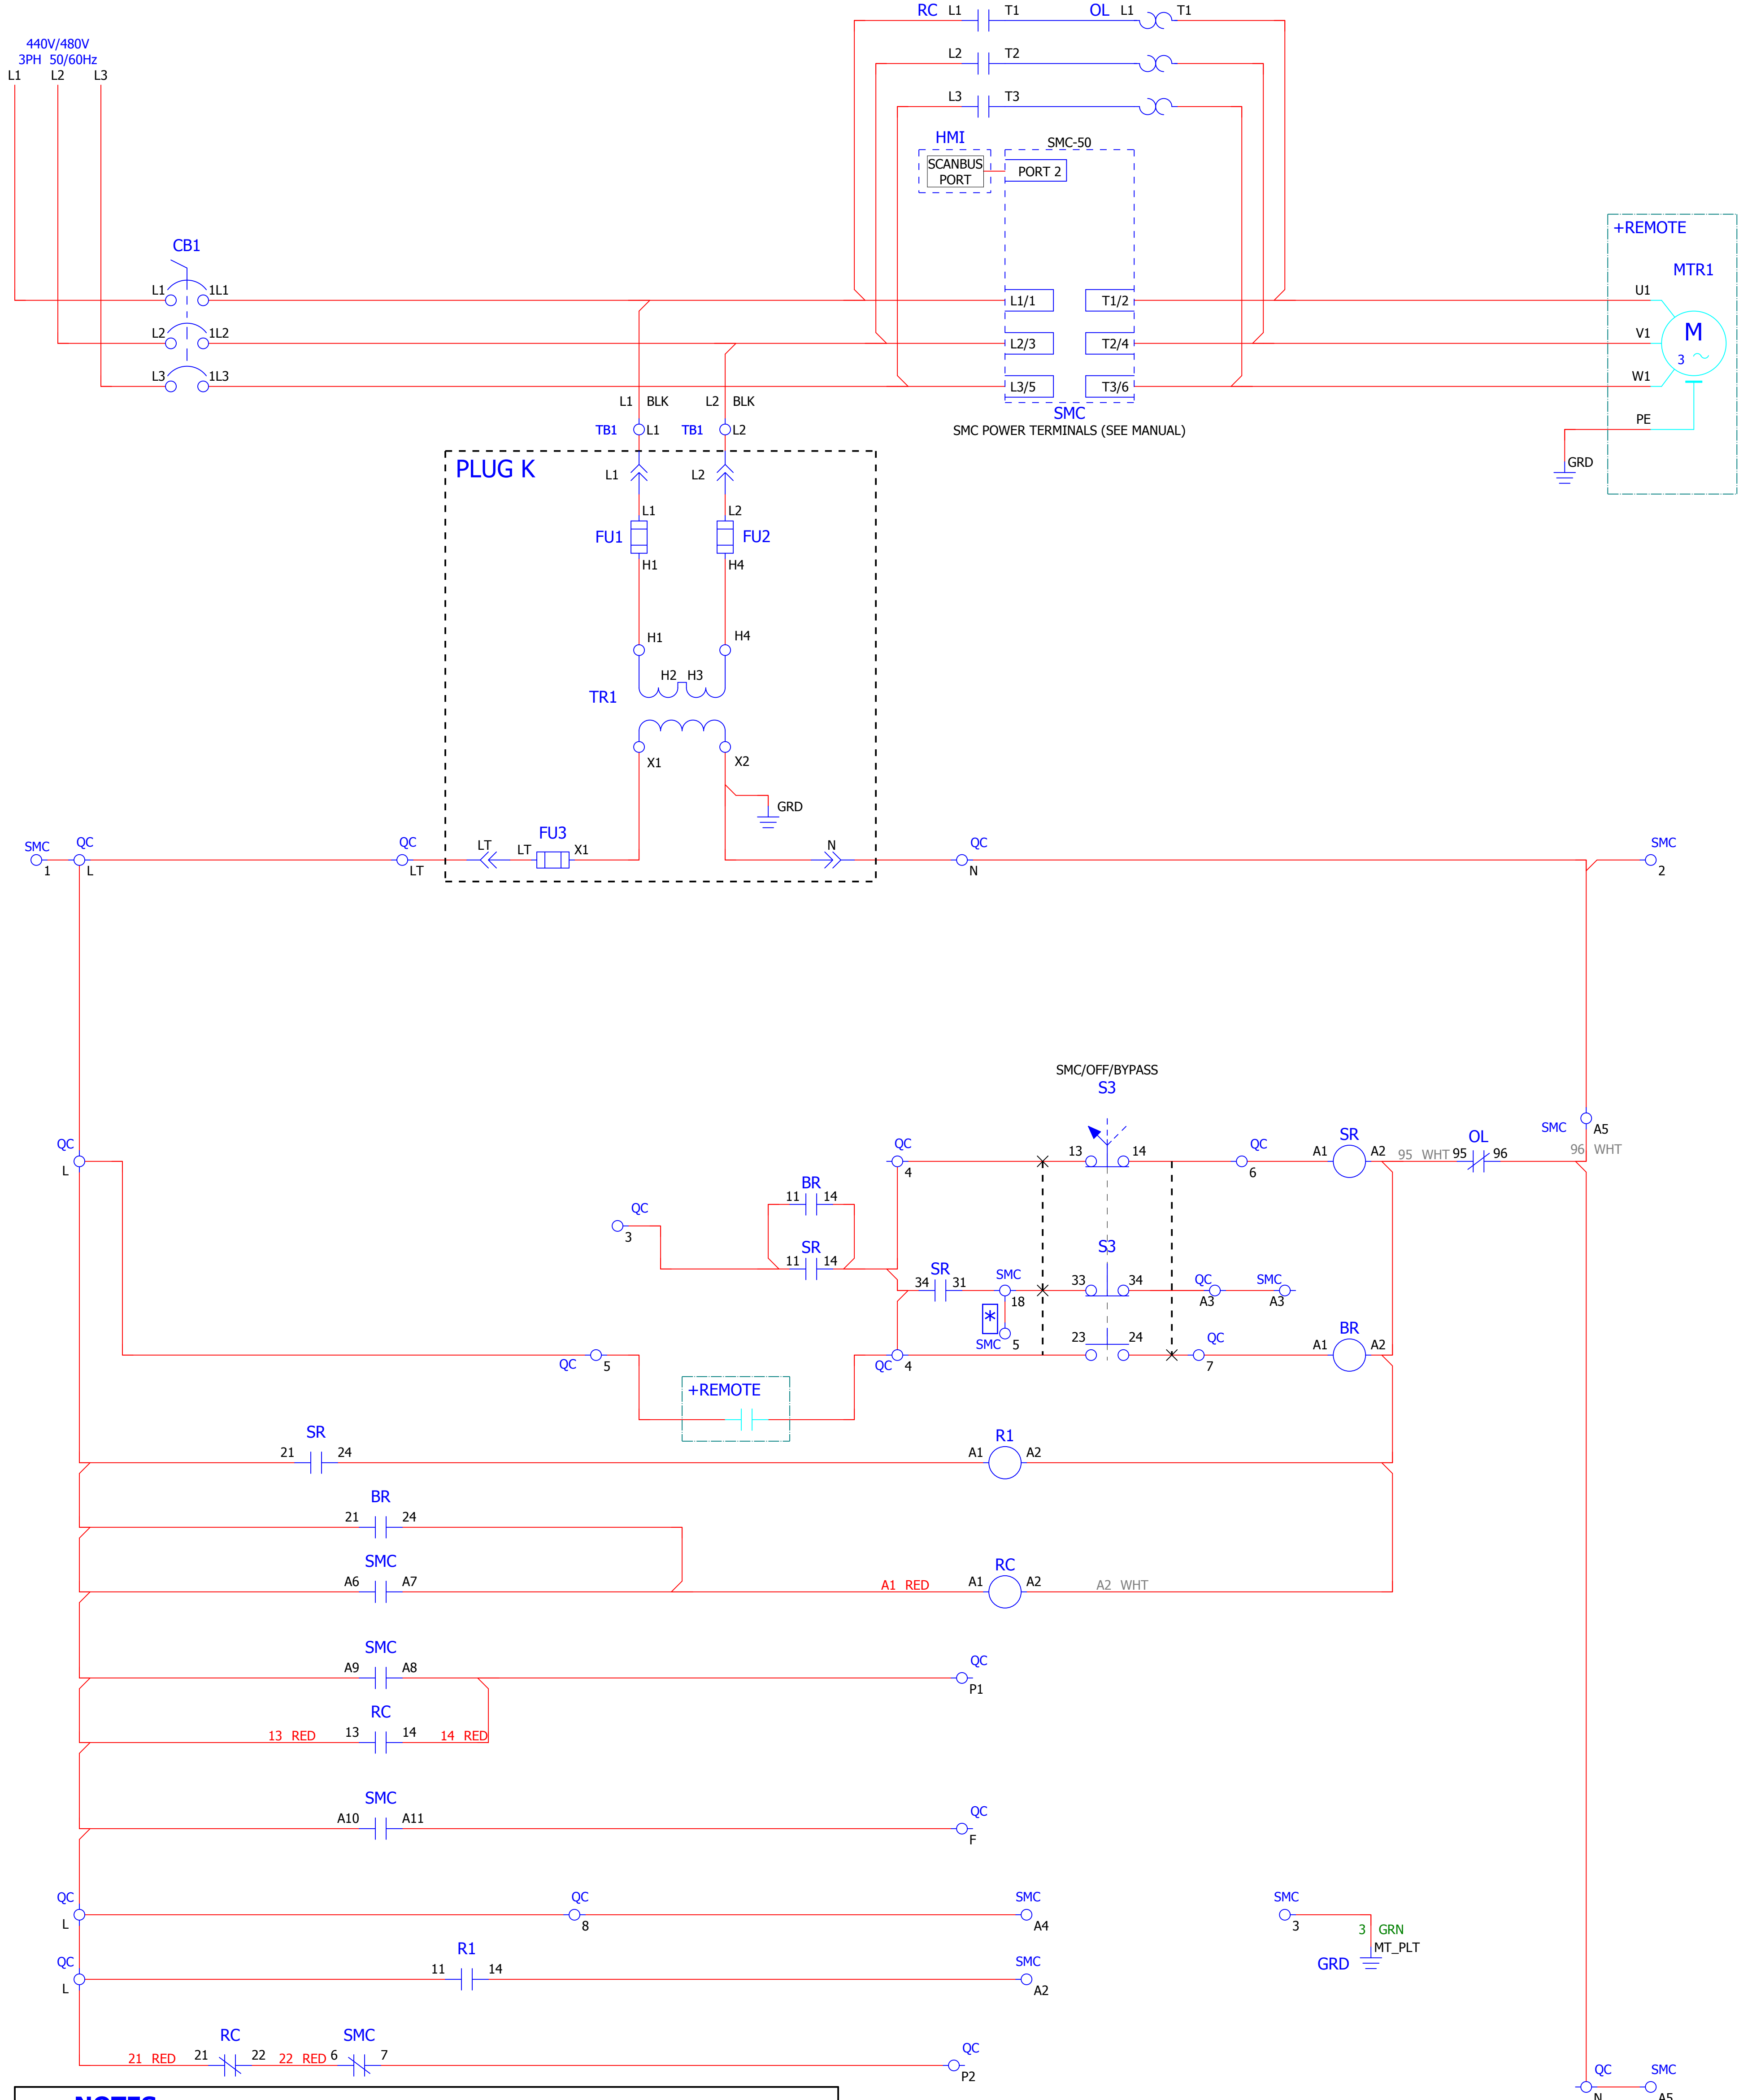 RC L1 T1 OL L1 T1
440V/480V
3PH 50/60Hz
L1 L2 L3
L2 T2
L3 T3
HMI
SMC-50
SCANBUS
PORT
PORT 2
+REMOTE
MTR1
CB1
L1 1L1
L1/1 T1/2
U1
L2 1L2
L2/3 T2/4
V1
M
3
L3 1L3
L3/5 T3/6
W1
L1 BLK L2 BLK
SMC
PE
TB1 L1 TB1 L2
SMC POWER TERMINALS (SEE MANUAL)
GRD
PLUG K
L1 L2
L1 L2
FU1 FU2
H1 H4
H1 H4
H2 H3
TR1
X1 X2
GRD
SMC QC QC FU3 QC SMC
LT LT X1 N
1 L LT N 2
SMC/OFF/BYPASS
S3
SMC A5
QC QC 13 14 QC SR OL
A1 A2 95 WHT 95 96 96 WHT
L 4 6
BR
11 14
QC
3
SR S3
11 14
SR SMC 33 34 QC SMC
34 31
18 A3 A3
*
SMC 5
23 24 QC BR
A1 A2
QC 5 QC 4 7
+REMOTE
SR R1
21 24 A1 A2
BR
21 24
SMC RC
A6 A7 A1 RED A1 A2 A2 WHT
SMC QC
A9 A8
P1
RC
13 RED 13 14 14 RED
SMC QC
A10 A11
F
QC QC SMC SMC
L 8 A4 3
3 GRN
MT_PLT
GRD
QC R1 SMC
11 14
L A2
RC SMC QC
21 RED 21 22 22 RED 6 7
P2
QC SMC
N A5
NOTES